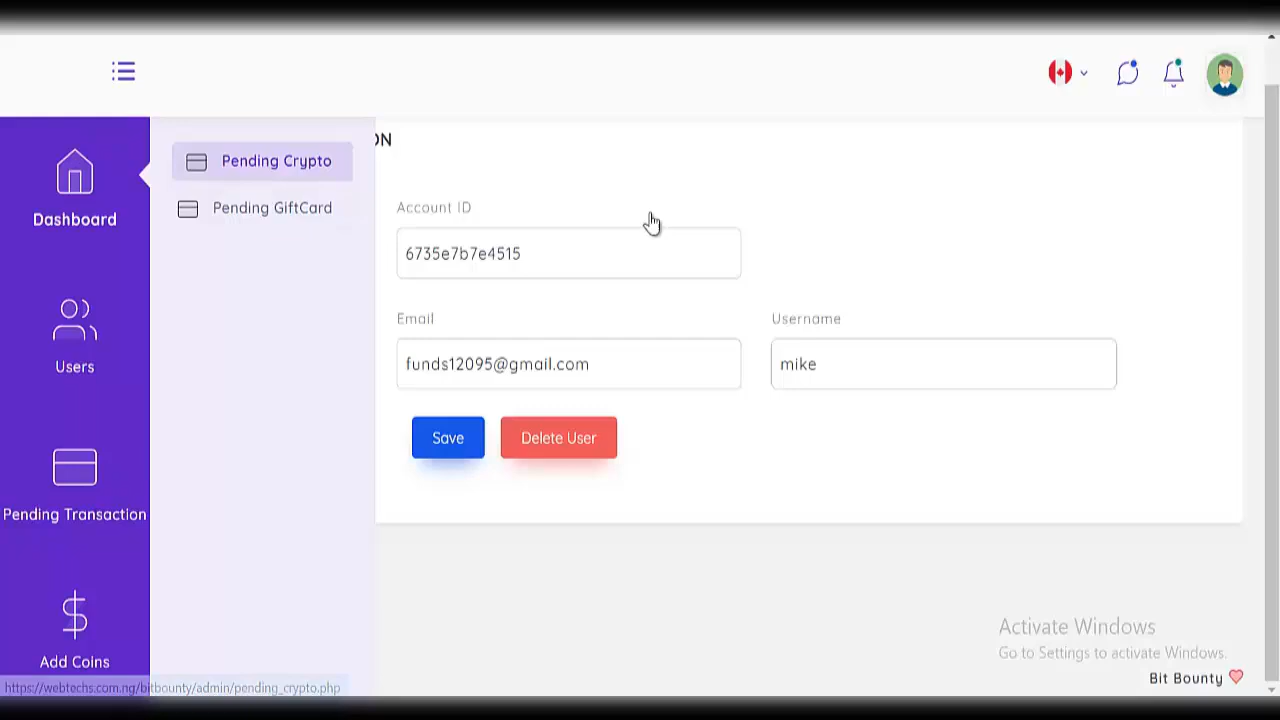 ON
Dashboard
Users
Pending Transaction
Add Coins
Pending Crypto
Pending GiftCard
Account ID
6735e7b7e4515
Email
Username
funds12095@gmail.com
mike
Save
Delete User
Activate Windows
Go to Settings to activate Windows.
Bit Bounty
https://webtechs.com.ng/bitbounty/admin/pending_crypto.php